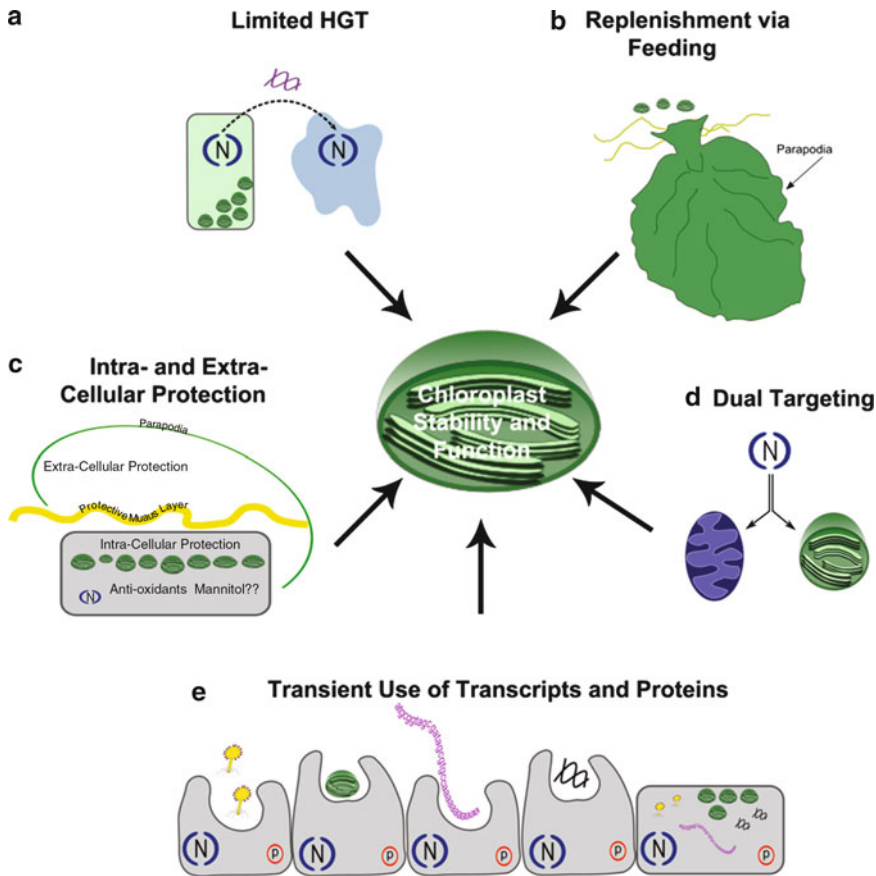 a
Limited HGT
N
N
b
Replenishment via
Feeding
Parapodia
c
Intra- and Extra-
Cellular Protection
Parapodia
Extra-Cellular Protection
Protective Muaus Layer
Intra-Cellular Protection
N
Anti-oxidants Mannitol??
Chloroplast
Stability and
Function
d
Dual Targeting
N
e
Transient Use of Transcripts and Proteins
N
P
N
P
N
P
N
P
N
P